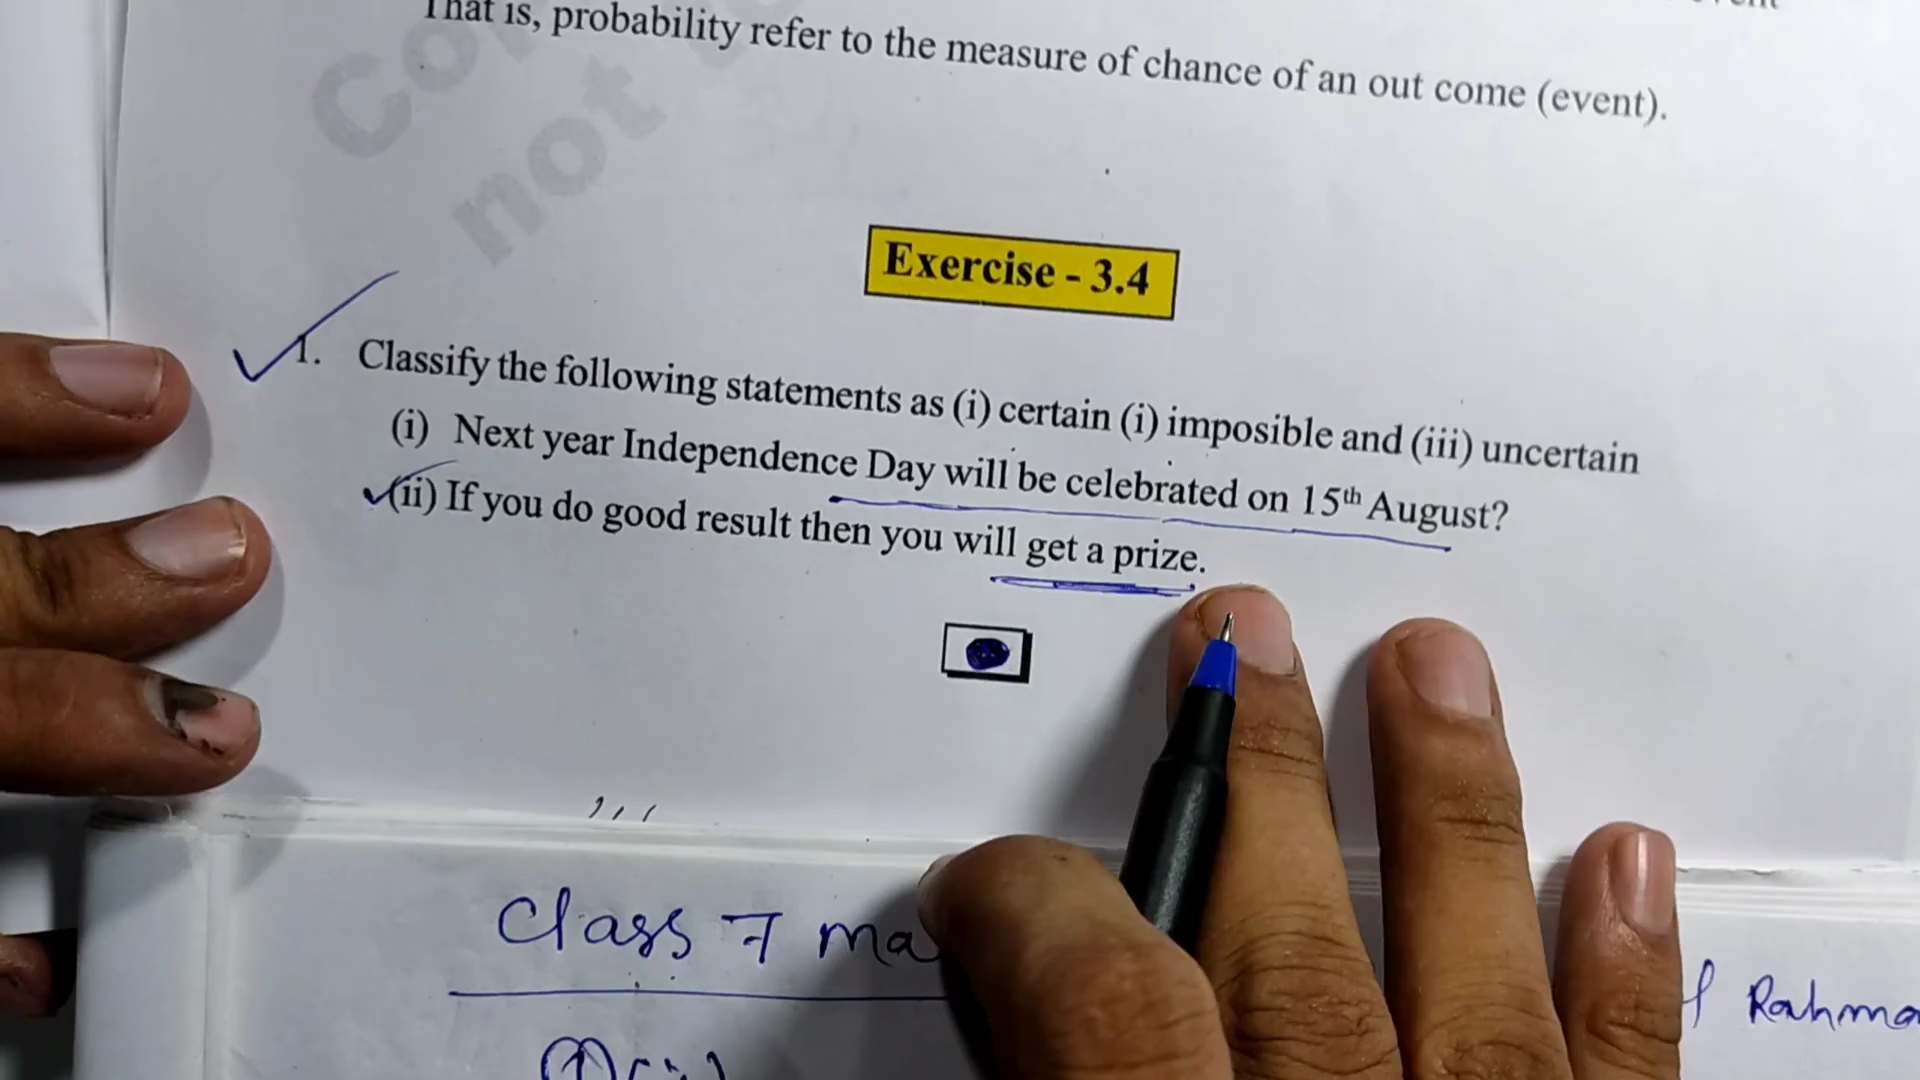 That is, probability refer to the measure of chance of an out come (event).
not
Exercise - 3.4
1. Classify the following statements as (i) certain (i) imposible and (iii) uncertain
(i) Next year Independence Day will be celebrated on 15th August?
(ii) If you do good result then you will get a prize.
Class 7 ma